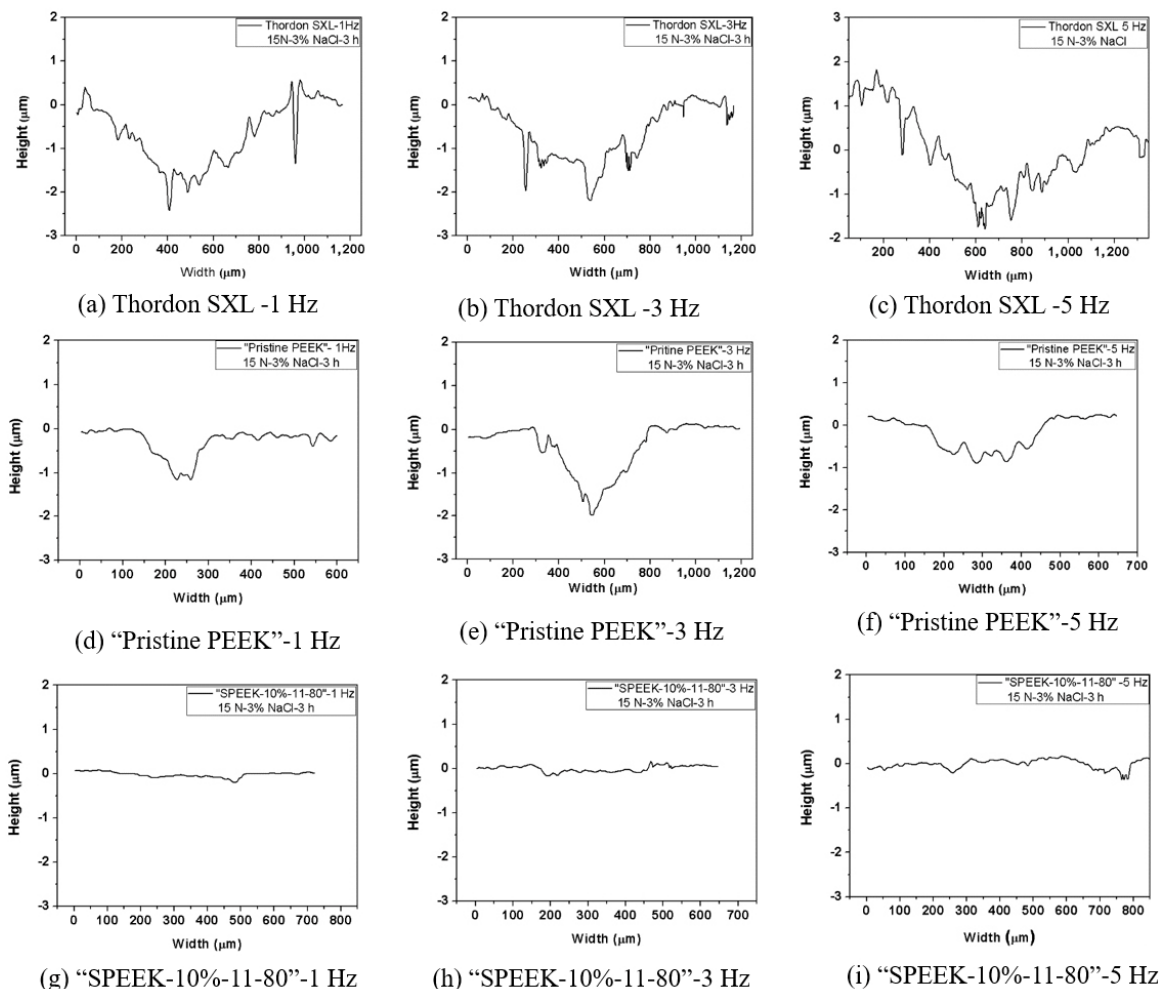 Thordon SXL-1Hz
15N-3% NaCl-3 h
Height (µm)
2
1
0
-1
-2
-3
0 200 400 600 800 1,000 1,200
Width (µm)
(a) Thordon SXL -1 Hz
Thordon SXL-3Hz
15 N-3% NaCl-3 h
Height (µm)
2
1
0
-1
-2
-3
0 200 400 600 800 1,000 1,200
Width (µm)
(b) Thordon SXL -3 Hz
Thordon SXL 5 Hz
15 N-3% NaCl
Height (µm)
3
2
1
0
-1
-2
200 400 600 800 1,000 1,200
Width (µm)
(c) Thordon SXL -5 Hz
"Pristine PEEK"- 1Hz
15 N-3% NaCl-3 h
Height (µm)
2
1
0
-1
-2
-3
0 100 200 300 400 500 600
Width (µm)
(d) “Pristine PEEK”-1 Hz
"Pritine PEEK"-3 Hz
15 N-3% NaCl-3 h
Height (µm)
2
1
0
-1
-2
-3
0 200 400 600 800 1,000 1,200
Width (µm)
(e) “Pristine PEEK”-3 Hz
"Pristine PEEK"-5 Hz
15 N-3% NaCl-3 h
Height (µm)
2
1
0
-1
-2
-3
0 100 200 300 400 500 600 700
Width (µm)
(f) “Pristine PEEK”-5 Hz
"SPEEK-10%-11-80"-1 Hz
15 N-3% NaCl-3 h
Height (µm)
2
1
0
-1
-2
-3
0 100 200 300 400 500 600 700 800
Width (µm)
(g) “SPEEK-10%-11-80”-1 Hz
"SPEEK-10%-11-80"-3 Hz
15 N-3% NaCl-3 h
Height (µm)
2
1
0
-1
-2
-3
0 100 200 300 400 500 600 700
Width (µm)
(h) “SPEEK-10%-11-80”-3 Hz
"SPEEK-10%-11-80" -5 Hz
15 N-3% NaCl-3 h
Height (µm)
2
1
0
-1
-2
-3
0 100 200 300 400 500 600 700 800
Width (µm)
(i) “SPEEK-10%-11-80”-5 Hz